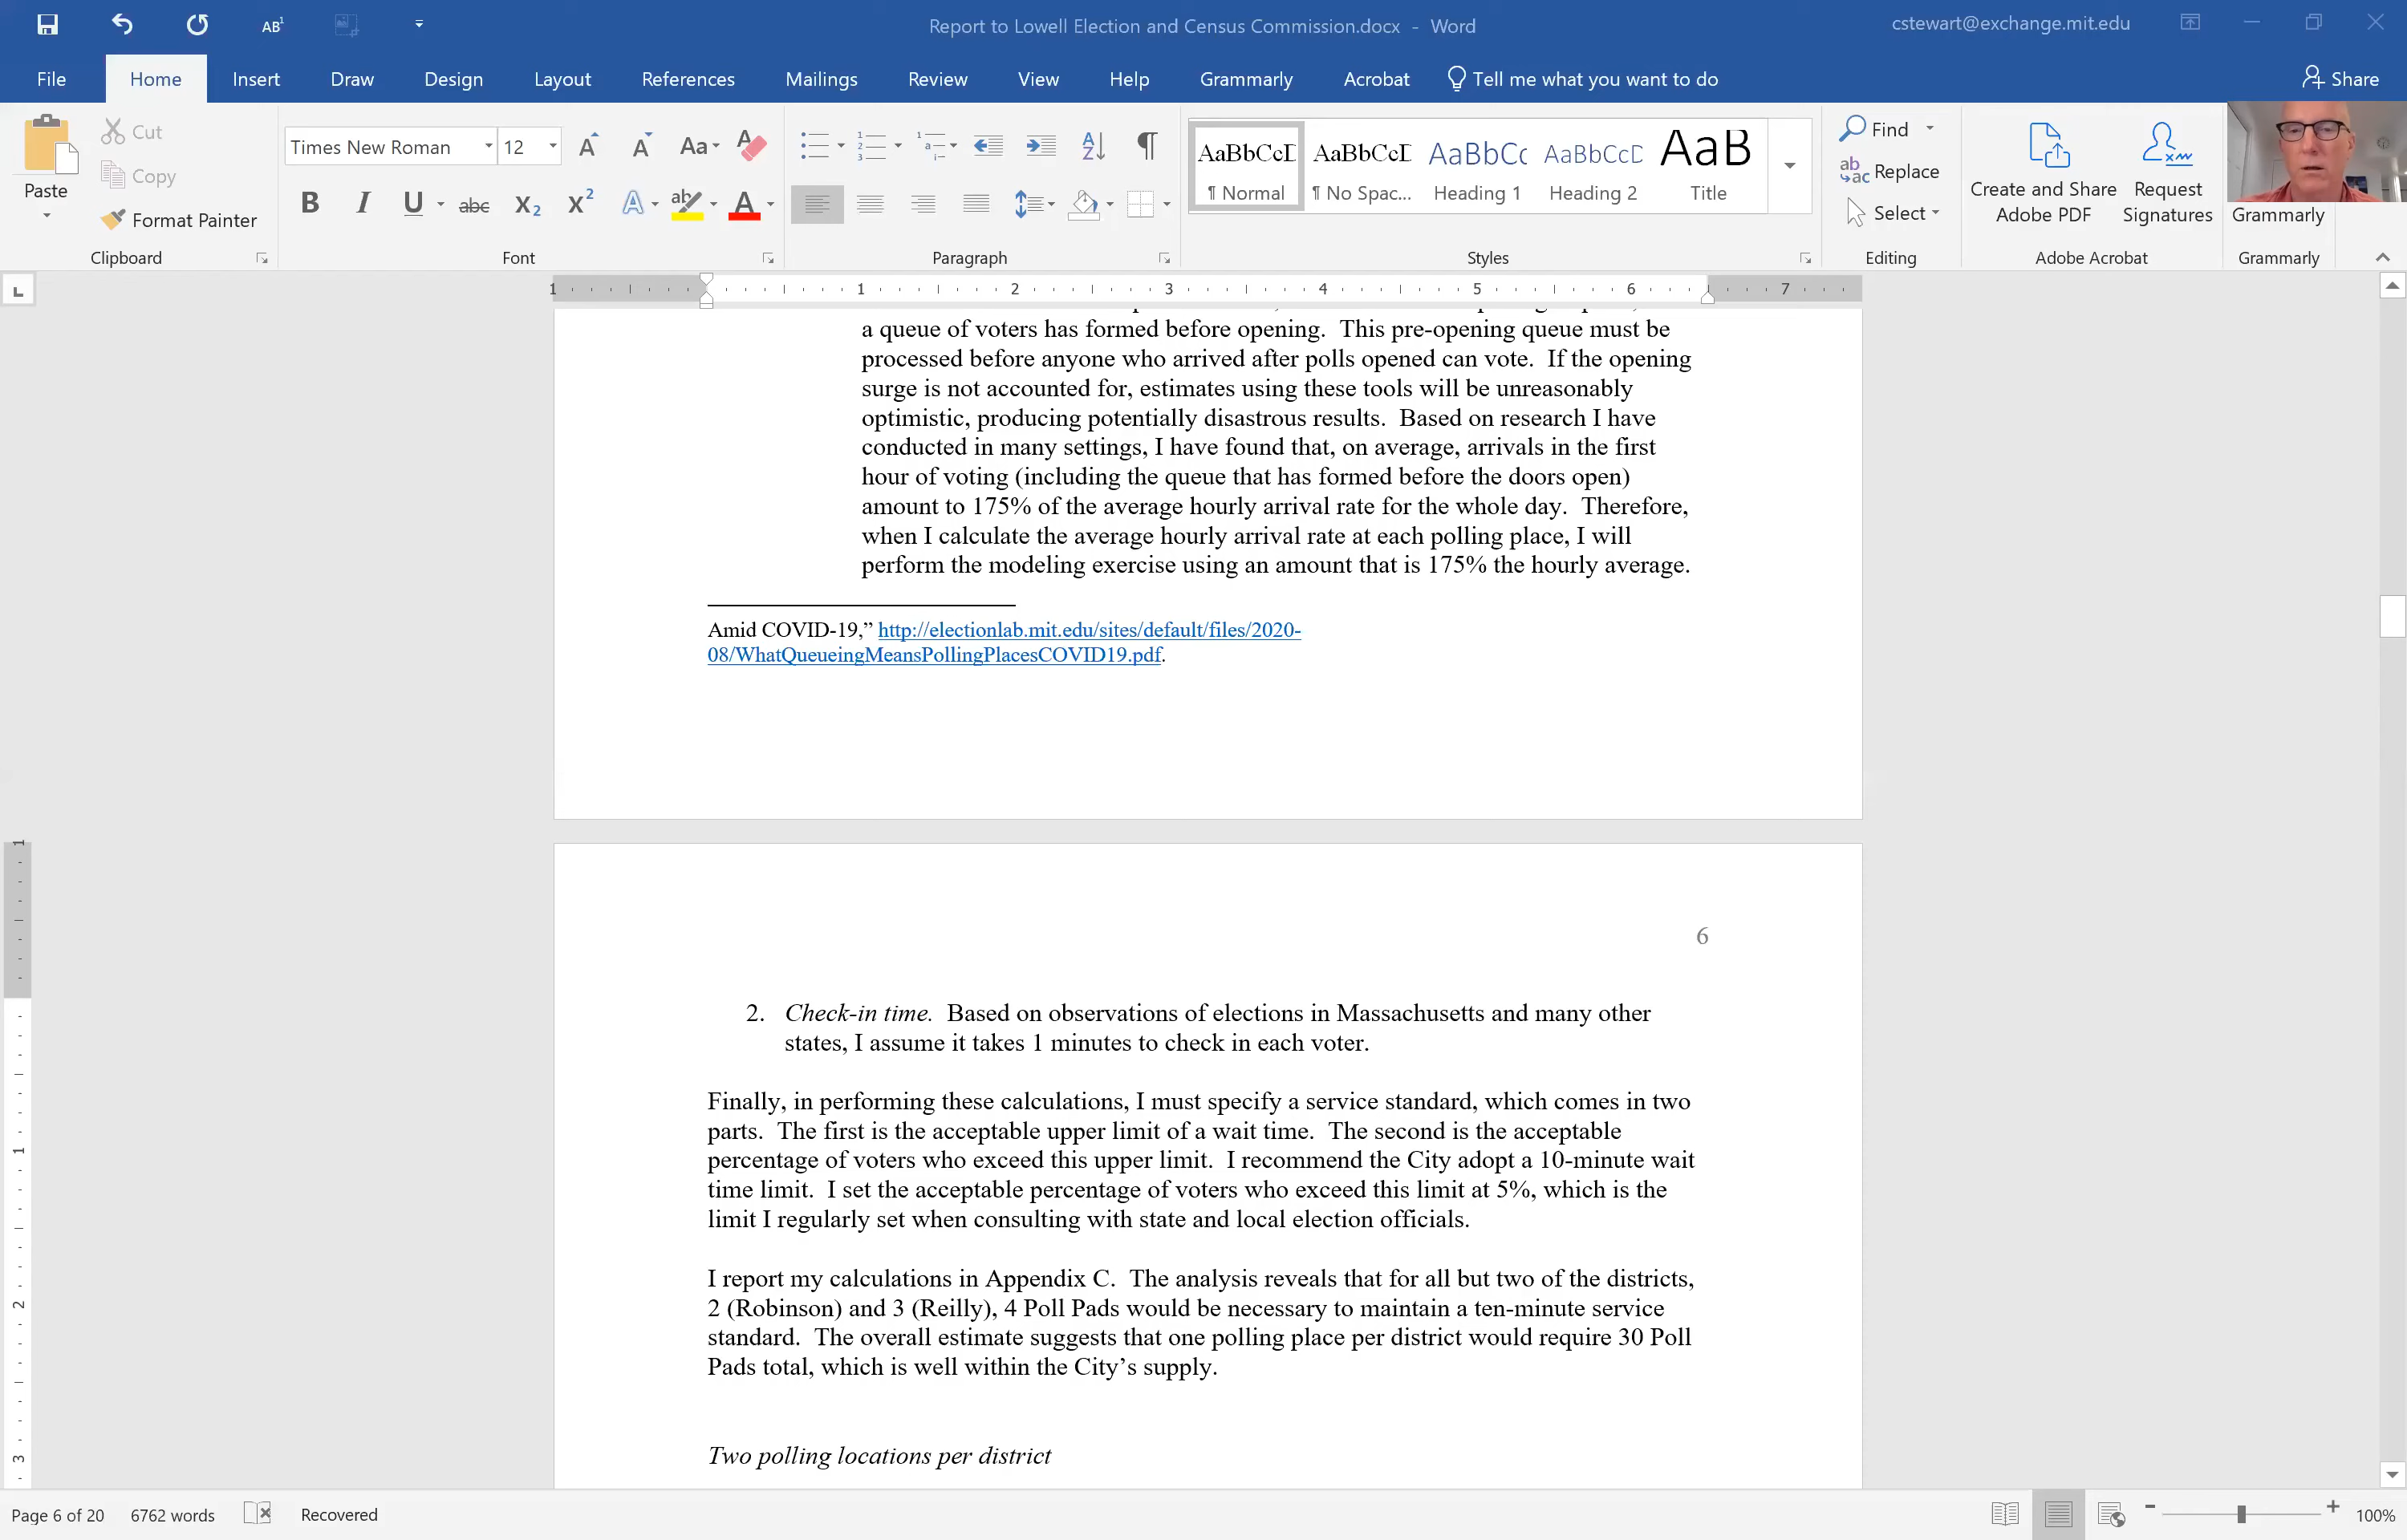 AB¹
Report to Lowell Election and Census Commission.docx - Word
cstewart@exchange.mit.edu
File Home Insert Draw Design Layout References Mailings Review View Help Grammarly Acrobat Tell me what you want to do Share
Paste
Cut
Copy
Format Painter
Clipboard
Times New Roman 12
Font
Paragraph
AaBbCcD AaBbCcD AaBbCc AaBbCcD AaB
¶ Normal ¶ No Spac... Heading 1 Heading 2 Title
Styles
Find
Replace
Select
Editing
Create and Share
Adobe PDF
Request
Signatures
Adobe Acrobat
Grammarly
Grammarly
1 1 2 3 4 5 6 7
a queue of voters has formed before opening.  This pre-opening queue must be
processed before anyone who arrived after polls opened can vote.  If the opening
surge is not accounted for, estimates using these tools will be unreasonably
optimistic, producing potentially disastrous results.  Based on research I have
conducted in many settings, I have found that, on average, arrivals in the first
hour of voting (including the queue that has formed before the doors open)
amount to 175% of the average hourly arrival rate for the whole day.  Therefore,
when I calculate the average hourly arrival rate at each polling place, I will
perform the modeling exercise using an amount that is 175% the hourly average.
Amid COVID-19,” http://electionlab.mit.edu/sites/default/files/2020-
08/WhatQueueingMeansPollingPlacesCOVID19.pdf.
6
2. Check-in time.  Based on observations of elections in Massachusetts and many other
states, I assume it takes 1 minutes to check in each voter.
Finally, in performing these calculations, I must specify a service standard, which comes in two
parts.  The first is the acceptable upper limit of a wait time.  The second is the acceptable
percentage of voters who exceed this upper limit.  I recommend the City adopt a 10-minute wait
time limit.  I set the acceptable percentage of voters who exceed this limit at 5%, which is the
limit I regularly set when consulting with state and local election officials.
I report my calculations in Appendix C.  The analysis reveals that for all but two of the districts,
2 (Robinson) and 3 (Reilly), 4 Poll Pads would be necessary to maintain a ten-minute service
standard.  The overall estimate suggests that one polling place per district would require 30 Poll
Pads total, which is well within the City’s supply.
Two polling locations per district
Page 6 of 20 6762 words Recovered 100%